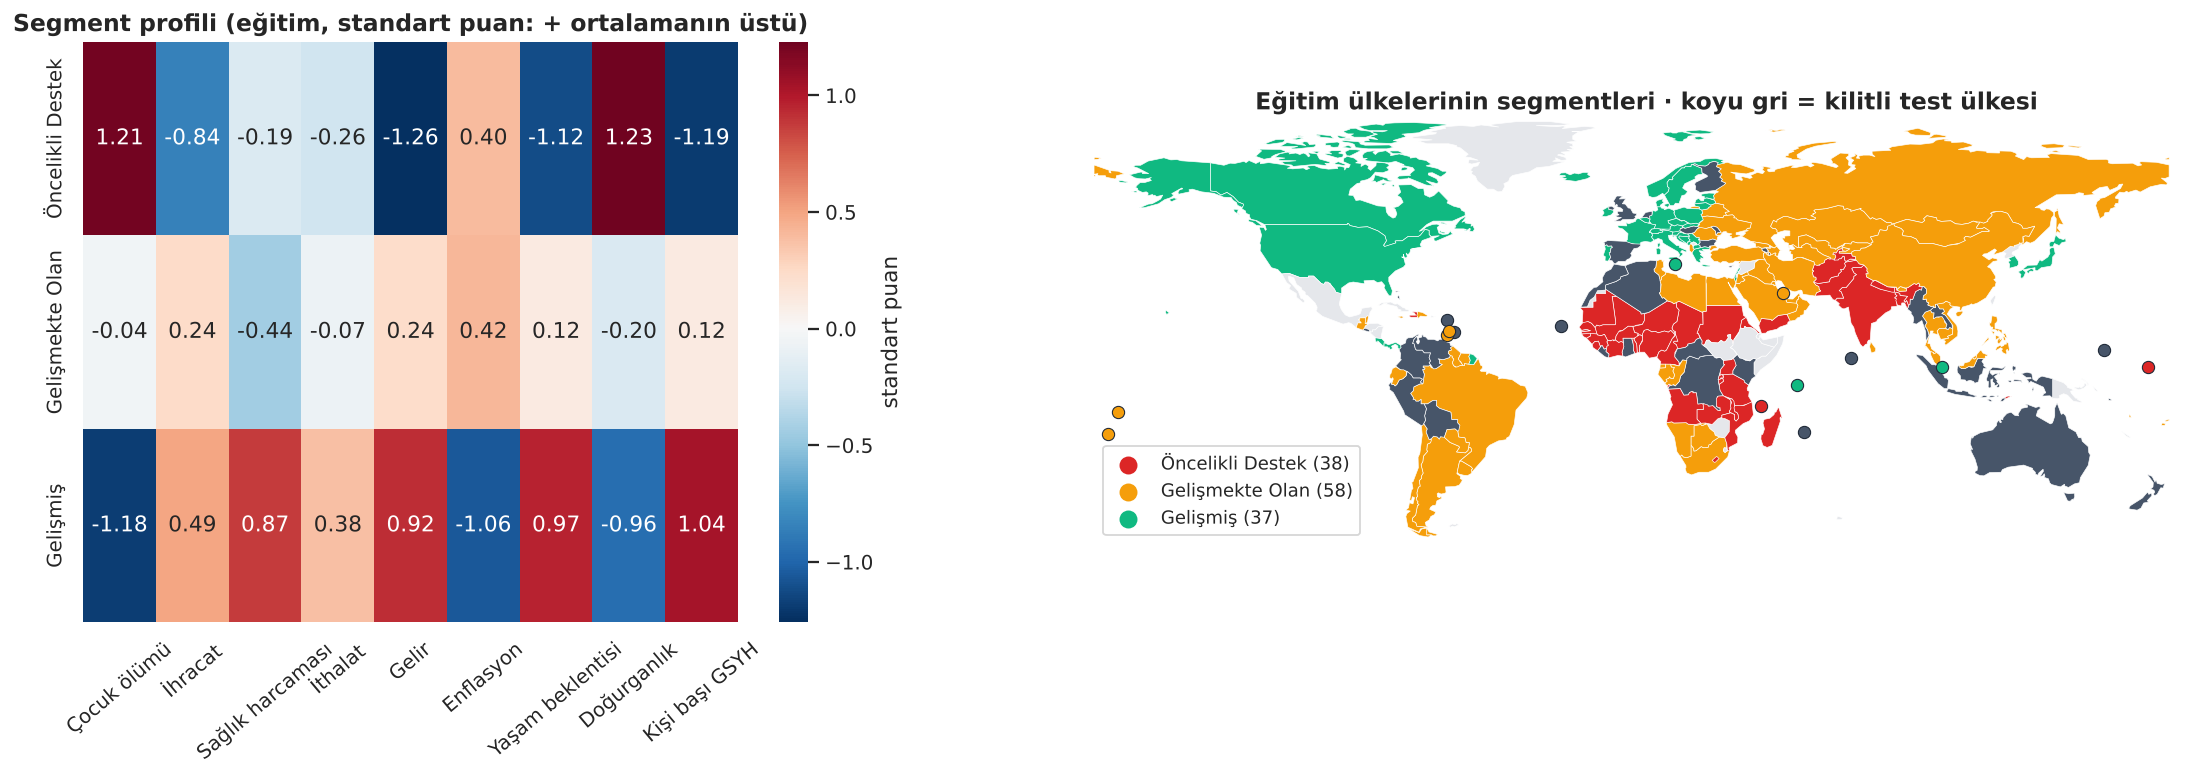 Segment profili (eğitim, standart puan: + ortalamanın üstü)
Öncelikli Destek
1.21 -0.84 -0.19 -0.26 -1.26 0.40 -1.12 1.23 -1.19
Gelişmekte Olan
-0.04 0.24 -0.44 -0.07 0.24 0.42 0.12 -0.20 0.12
Gelişmiş
-1.18 0.49 0.87 0.38 0.92 -1.06 0.97 -0.96 1.04
Çocuk ölümü
İhracat
Sağlık harcaması
İthalat
Gelir
Enflasyon
Yaşam beklentisi
Doğurganlık
Kişi başı GSYH
1.0
0.5
0.0
−0.5
−1.0
standart puan
Eğitim ülkelerinin segmentleri · koyu gri = kilitli test ülkesi
Öncelikli Destek (38)
Gelişmekte Olan (58)
Gelişmiş (37)